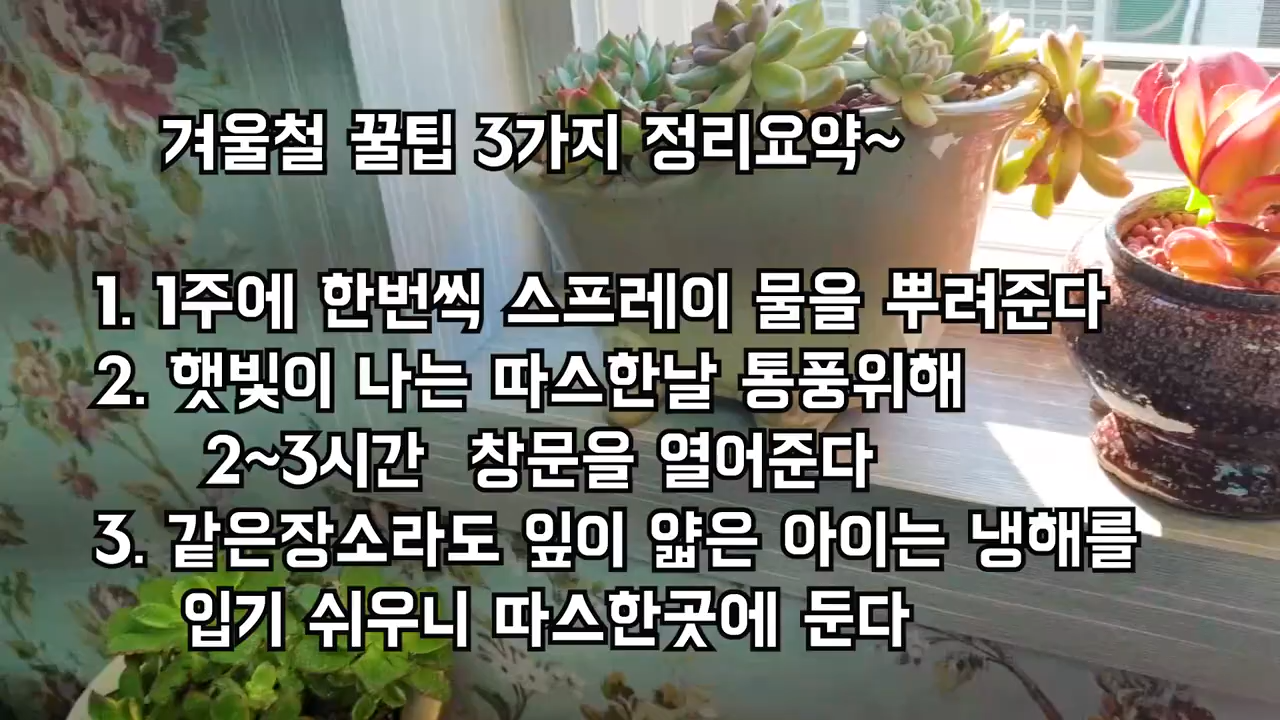 겨울철 꿀팁 3가지 정리요약~
1. 1주에 한번씩 스프레이 물을 뿌려준다
2. 햇빛이 나는 따스한날 통풍위해
2~3시간 창문을 열어준다
3. 같은장소라도 잎이 얇은 아이는 냉해를
입기 쉬우니 따스한곳에 둔다